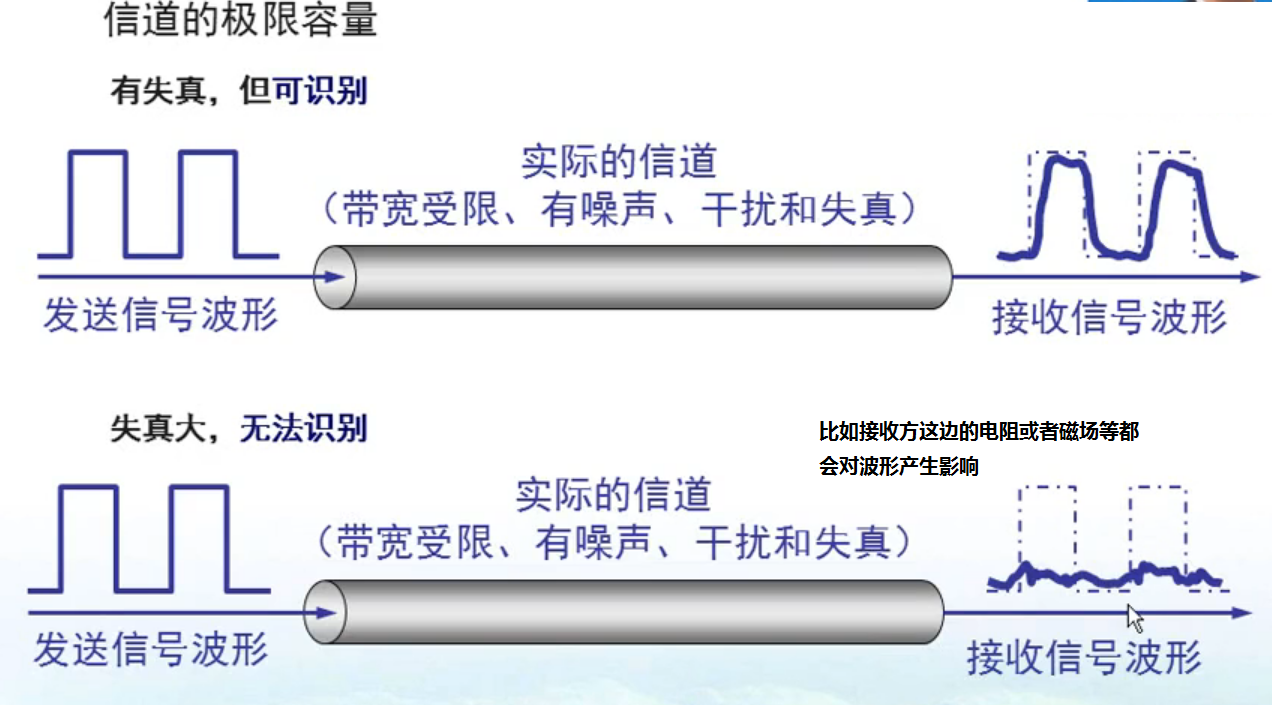 信道的极限容量
有失真，但可识别
实际的信道
（带宽受限、有噪声、干扰和失真）
发送信号波形
接收信号波形
失真大，无法识别
比如接收方这边的电阻或者磁场等都
会对波形产生影响
实际的信道
（带宽受限、有噪声、干扰和失真）
发送信号波形
接收信号波形